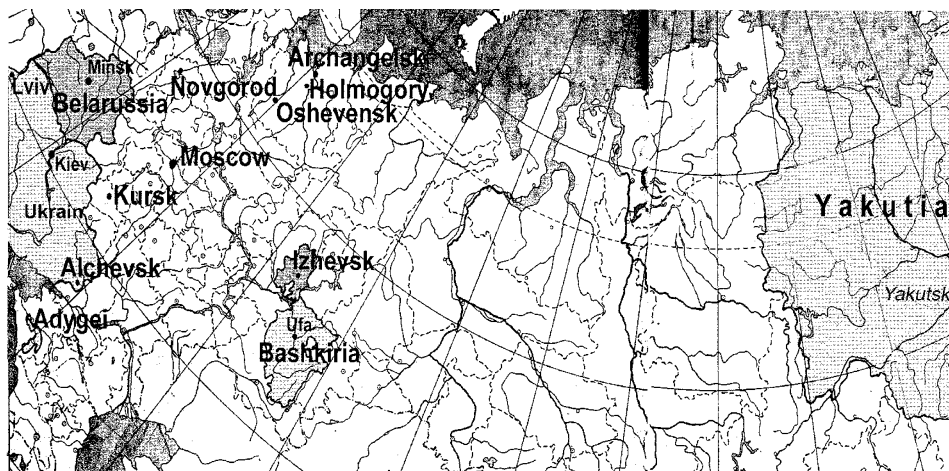 Archangelsk
Minsk
Lviv
Novgorod
Holmogory
Belarussia
Oshevensk
Moscow
Kiev
Kursk
Ukrain
Yakutia
Alchevsk
Izhevsk
Yakutsk
Adygei
Ufa
Bashkiria